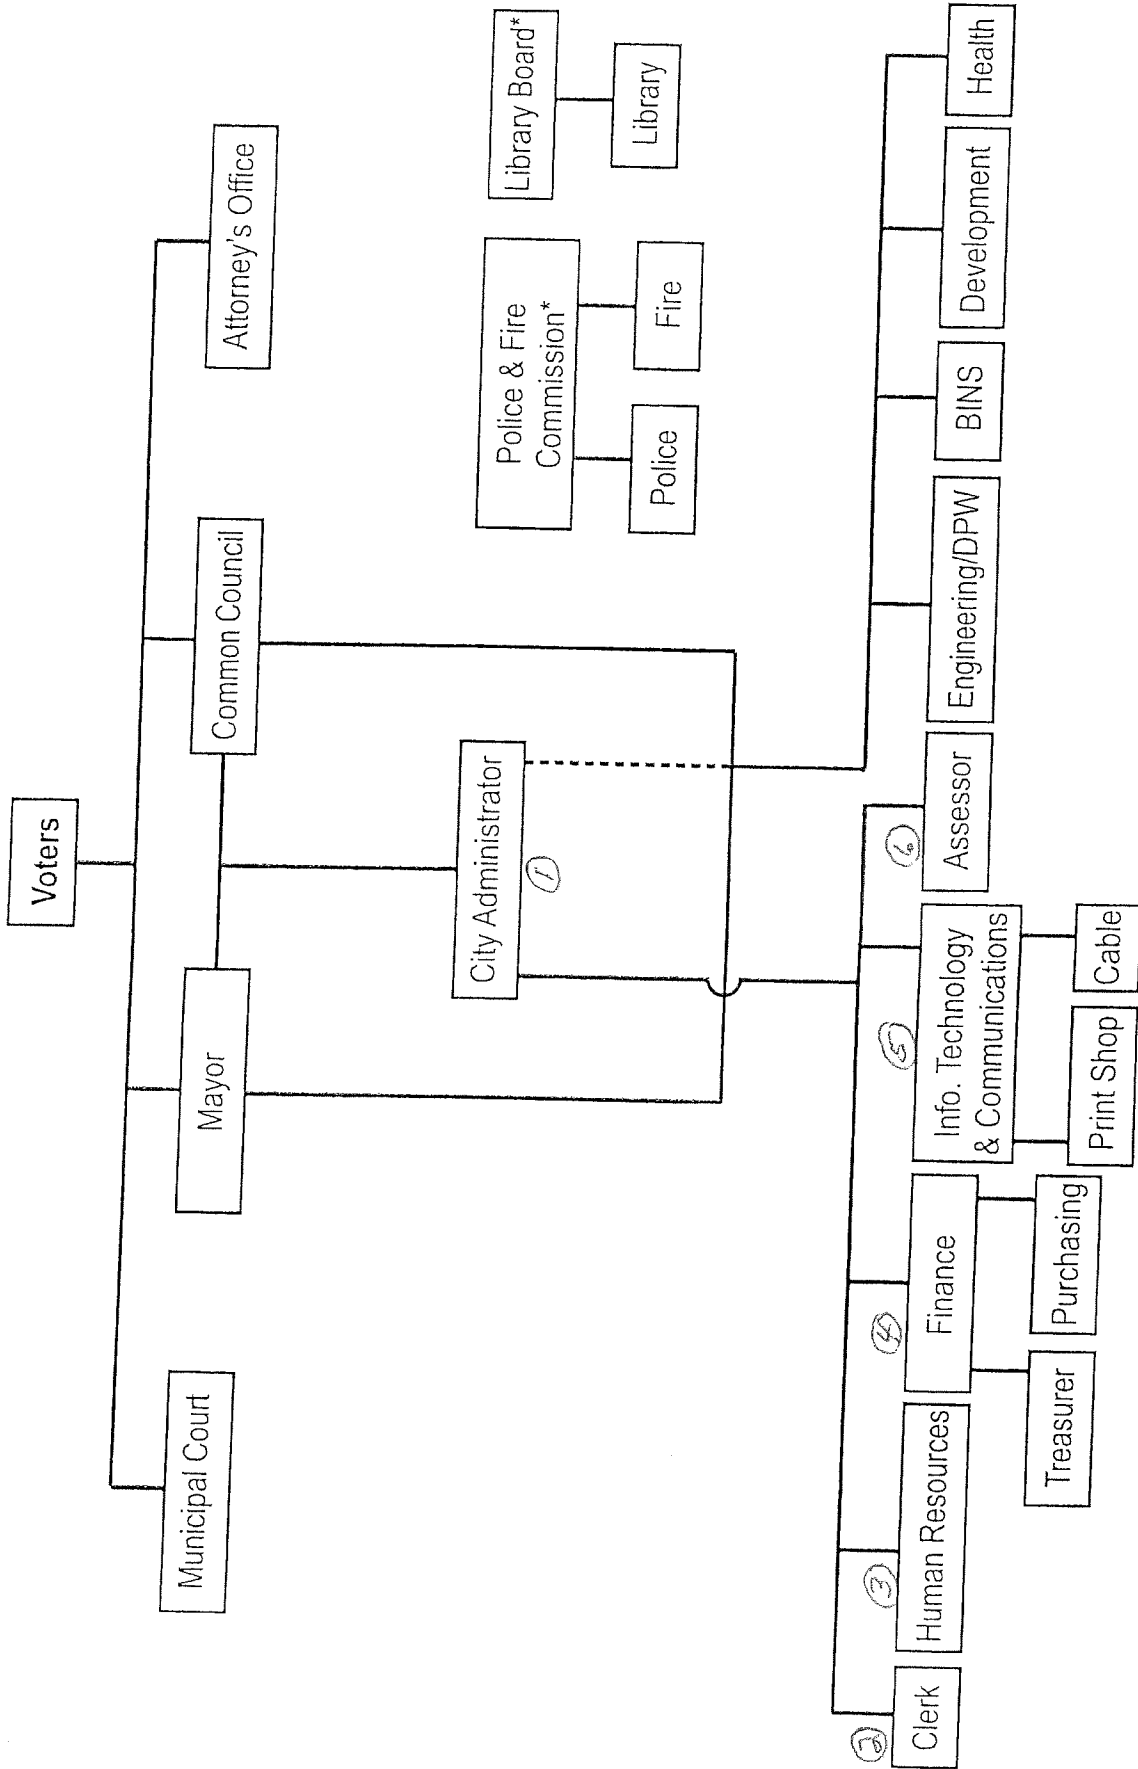 Voters
Municipal Court
Mayor
Common Council
Attorney's Office
City Administrator
1
Police & Fire
Commission*
Library Board*
Police
Fire
Library
2
3
4
5
6
Clerk
Human Resources
Finance
Info. Technology
& Communications
Assessor
Engineering/DPW
BINS
Development
Health
Treasurer
Purchasing
Print Shop
Cable